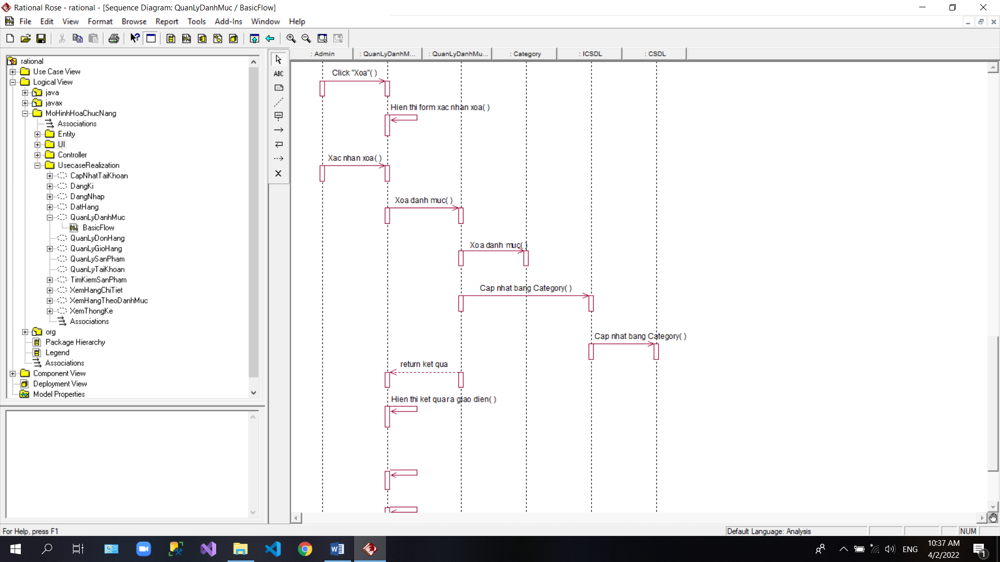 Rational Rose - rational - [Sequence Diagram: QuanLyDanhMuc / BasicFlow]
File Edit View Format Browse Report Tools Add-Ins Window Help
rational
Use Case View
Logical View
java
javax
MoHinhHoaChucNang
Associations
Entity
UI
Controller
UsecaseRealization
CapNhatTaiKhoan
DangKi
DangNhap
DatHang
QuanLyDanhMuc
BasicFlow
QuanLyDonHang
QuanLyGioHang
QuanLySanPham
QuanLyTaiKhoan
TimKiemSanPham
XemHangChiTiet
XemHangTheoDanhMuc
XemThongKe
Associations
org
Package Hierarchy
Legend
Associations
Component View
Deployment View
Model Properties
ABC
: Admin : QuanLyDanhM... : QuanLyDanhMu... : Category : ICSDL : CSDL
Click "Xoa"( )
Hien thi form xac nhan xoa( )
Xac nhan xoa( )
Xoa danh muc( )
Xoa danh muc( )
Cap nhat bang Category( )
Cap nhat bang Category( )
return ket qua
Hien thi ket qua ra giao dien( )
For Help, press F1
Default Language: Analysis
NUM
ENG
10:37 AM
4/2/2022
1